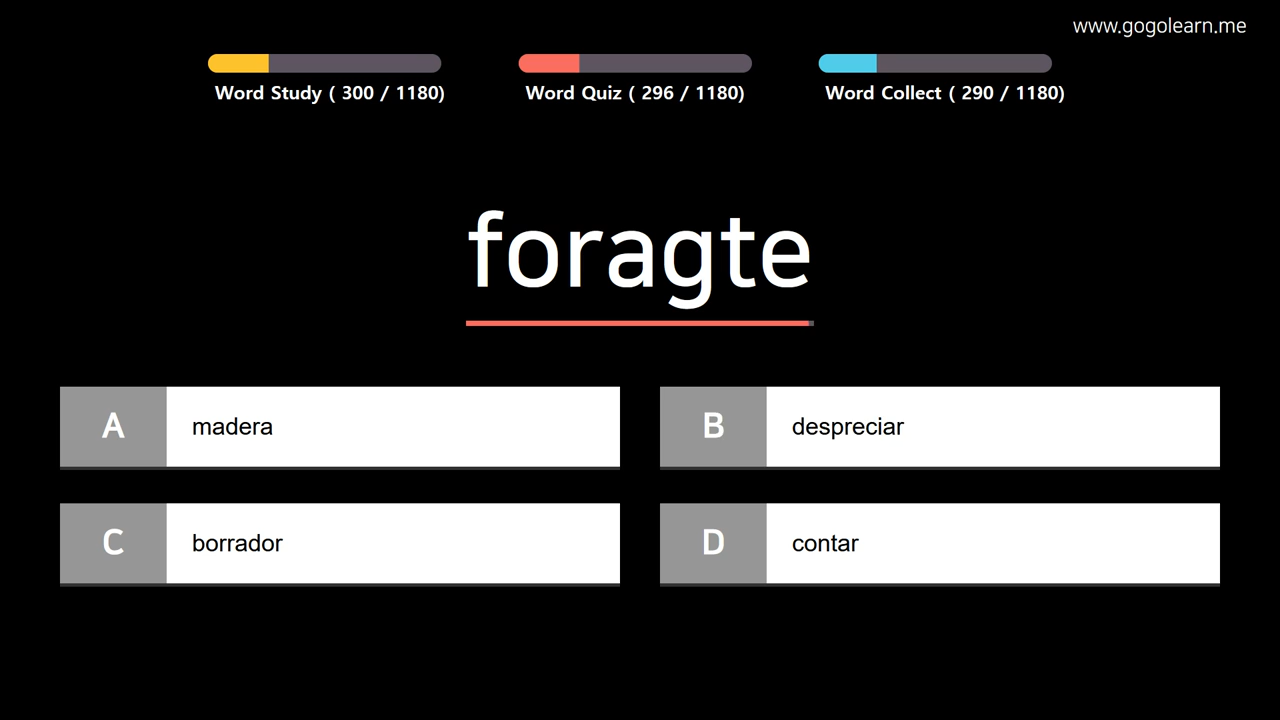 www.gogolearn.me
Word Study ( 300 / 1180)
Word Quiz ( 296 / 1180)
Word Collect ( 290 / 1180)
foragte
A
madera
B
despreciar
C
borrador
D
contar